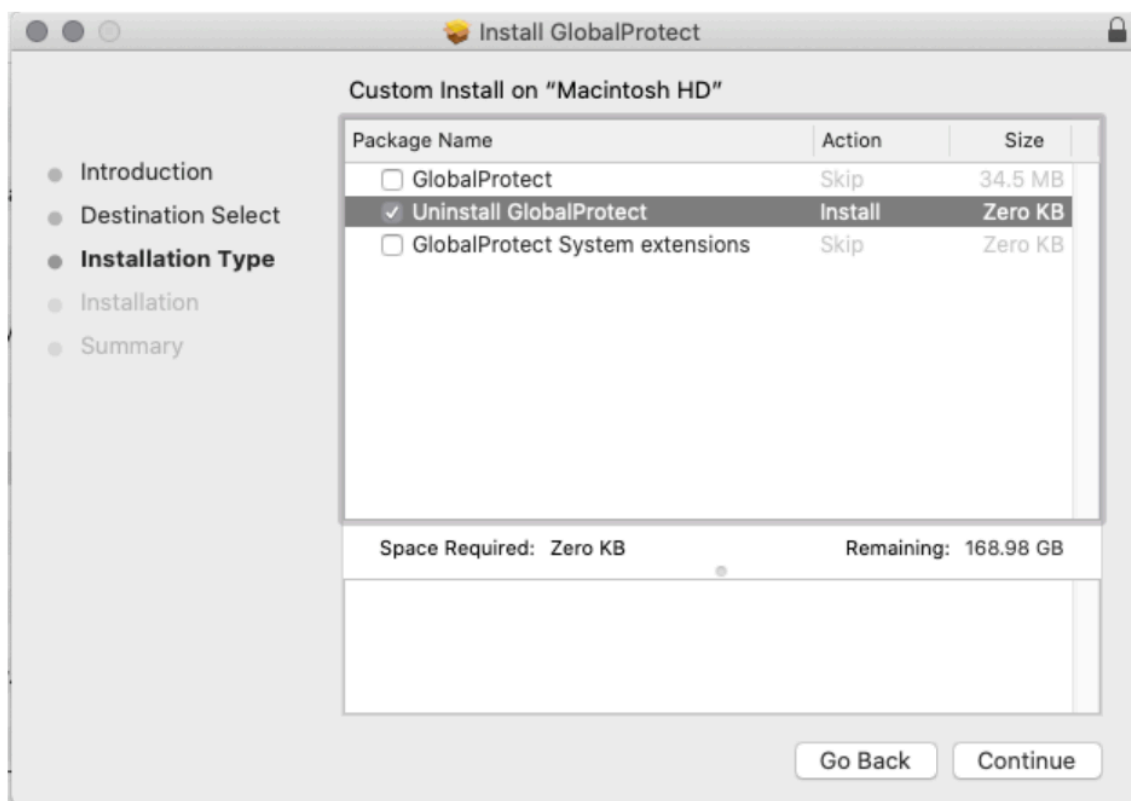 Install GlobalProtect
Custom Install on “Macintosh HD”
Introduction
Destination Select
Installation Type
Installation
Summary
Package Name Action Size
GlobalProtect Skip 34.5 MB
Uninstall GlobalProtect Install Zero KB
GlobalProtect System extensions Skip Zero KB
Space Required: Zero KB Remaining: 168.98 GB
Go Back Continue